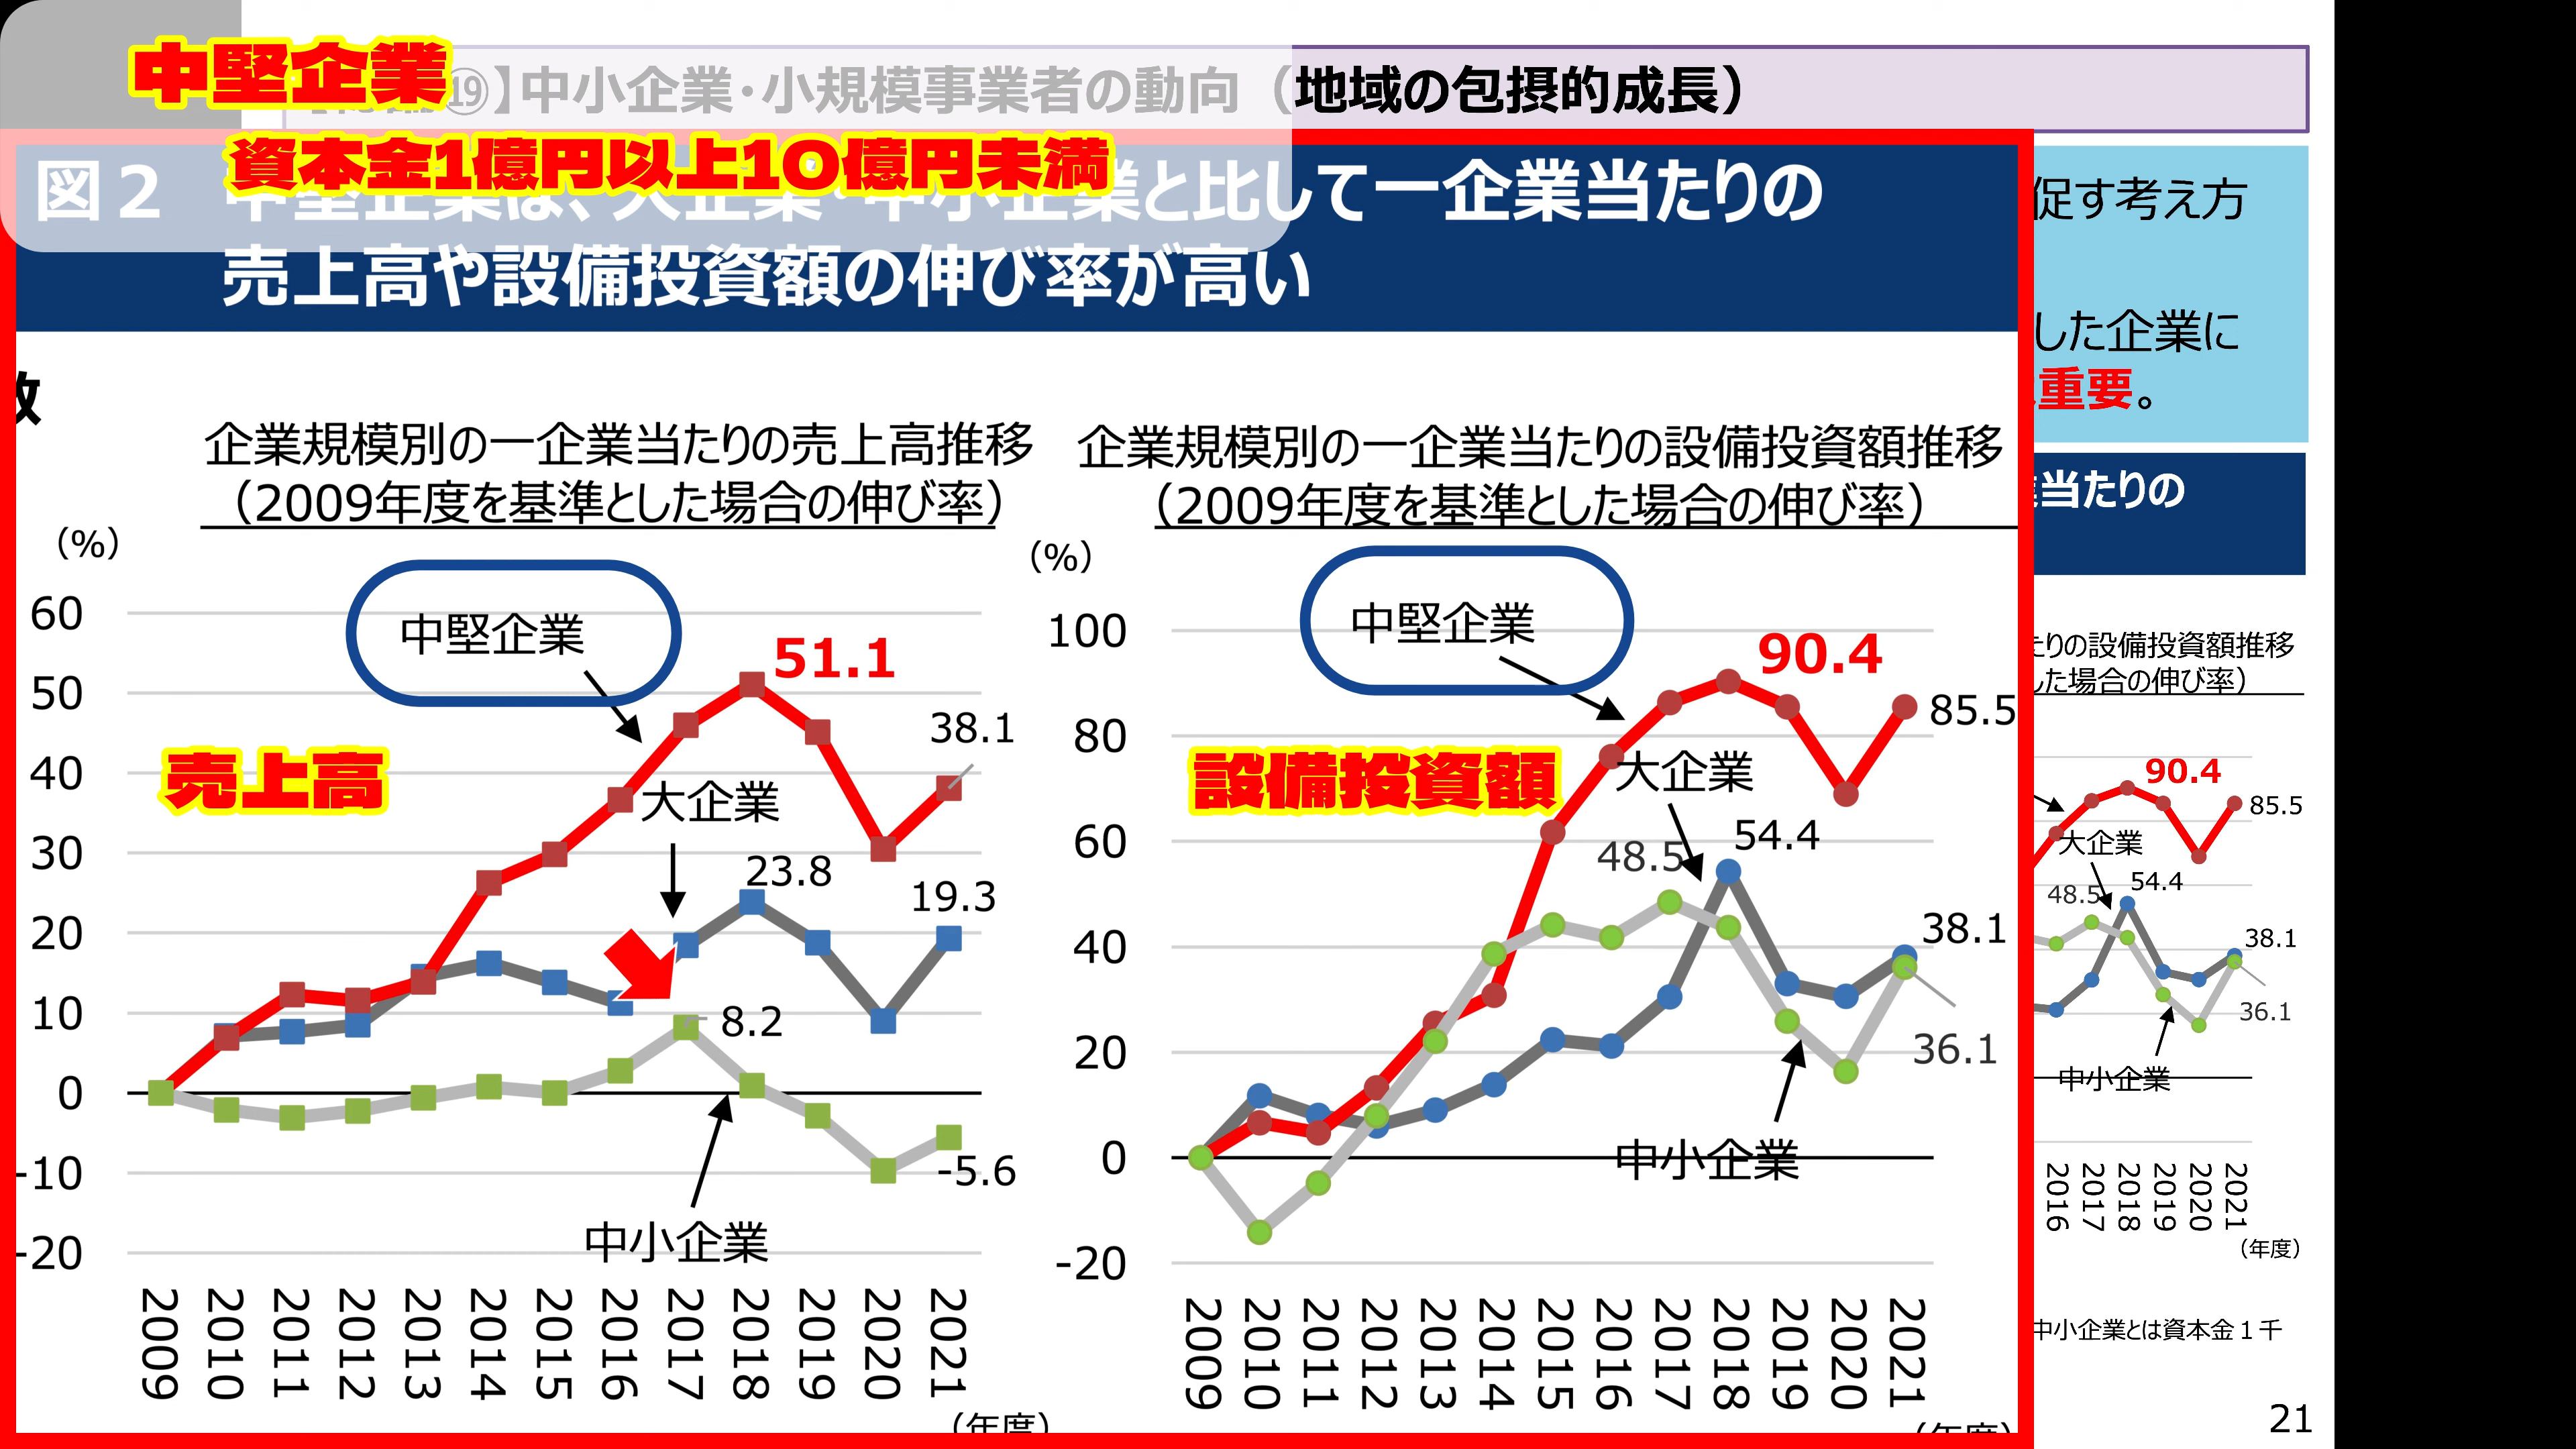 中堅企業
⑲】中小企業・小規模事業者の動向（地域の包摂的成長）
資本金1億円以上10億円未満
図２ 中堅企業は、大企業・中小企業と比して一企業当たりの
売上高や設備投資額の伸び率が高い
促す考え方
した企業に
重要。
当たりの
数
企業規模別の一企業当たりの売上高推移
（2009年度を基準とした場合の伸び率）
（%）
60
50
40
30
20
10
0
-10
-20
中堅企業
51.1
38.1
売上高
大企業
23.8
19.3
8.2
-5.6
中小企業
2009 2010 2011 2012 2013 2014 2015 2016 2017 2018 2019 2020 2021
（年度）
企業規模別の一企業当たりの設備投資額推移
（2009年度を基準とした場合の伸び率）
（%）
100
80
60
40
20
0
-20
中堅企業
90.4
85.5
設備投資額
大企業
48.5
54.4
38.1
36.1
中小企業
2009 2010 2011 2012 2013 2014 2015 2016 2017 2018 2019 2020 2021
（年度）
たりの設備投資額推移
した場合の伸び率）
90.4
85.5
大企業
48.5
54.4
38.1
36.1
中小企業
2016 2017 2018 2019 2020 2021
（年度）
中小企業とは資本金１千
21